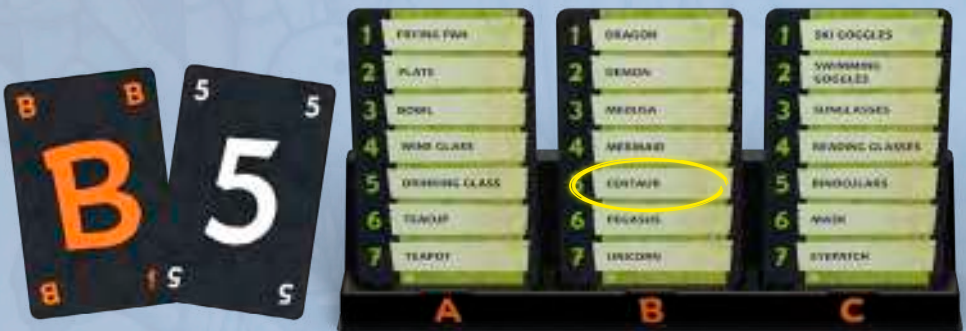 B B
B
B B
5 5
5
5 5
1 FRYING PAN
2 PLATE
3 BOWL
4 WINE GLASS
5 DRINKING GLASS
6 TEACUP
7 TEAPOT
A
1 DRAGON
2 DEMON
3 MEDUSA
4 MERMAID
5 CENTAUR
6 PEGASUS
7 UNICORN
B
1 SKI GOGGLES
2 SWIMMING
GOGGLES
3 SUNGLASSES
4 READING GLASSES
5 BINOCULARS
6 MASK
7 EYEPATCH
C